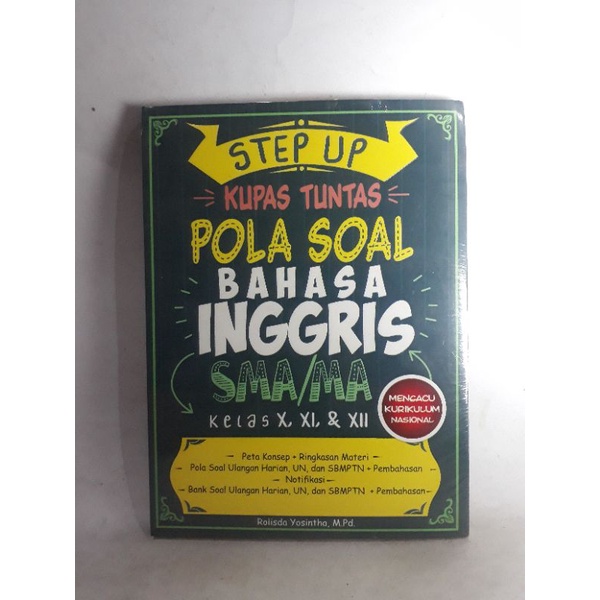 STEP UP
KUPAS TUNTAS
POLA SOAL
BAHASA
INGGRIS
SMA/MA
Kelas X, XI, & XII
MENGACU
KURIKULUM
NASIONAL
Peta Konsep + Ringkasan Materi
Pola Soal Ulangan Harian, UN, dan SBMPTN + Pembahasan
Notifikasi
Bank Soal Ulangan Harian, UN, dan SBMPTN + Pembahasan
Rolisda Yosintha, M.Pd.